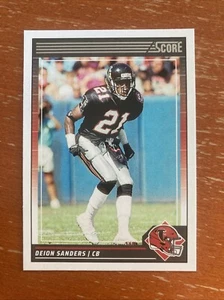 SCORE
21
DEION SANDERS | CB